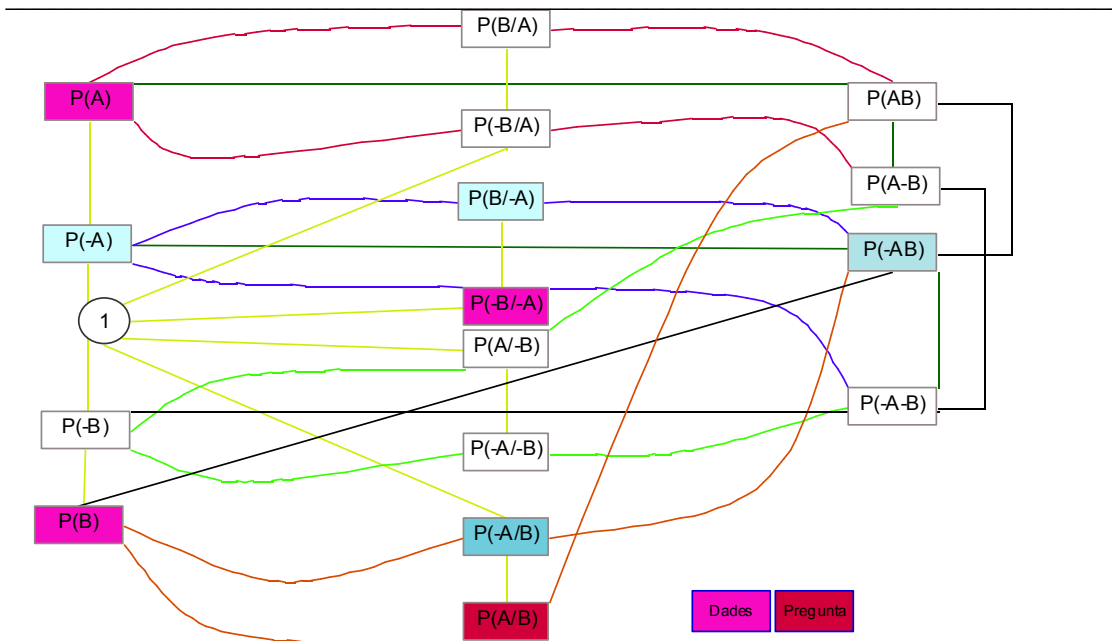 P(B/A)
P(A)
P(AB)
P(-B/A)
P(A-B)
P(B/-A)
P(-A)
P(-AB)
P(-B/-A)
1
P(A/-B)
P(-A-B)
P(-B)
P(-A/-B)
P(B)
P(-A/B)
P(A/B)
Dades
Pregunta